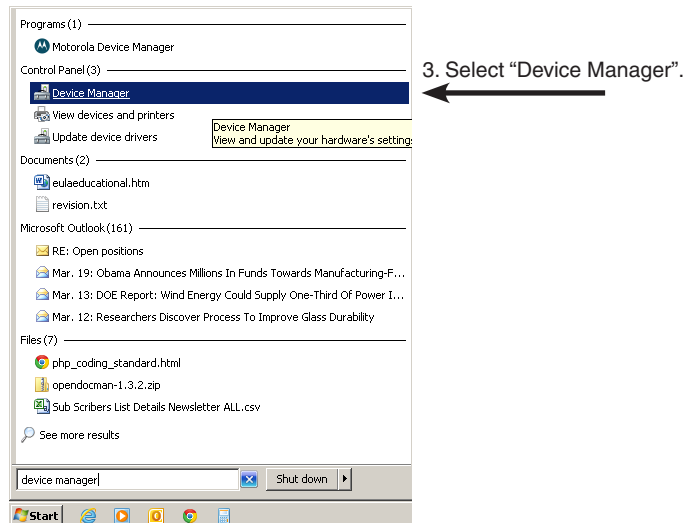 Programs (1)
Motorola Device Manager
Control Panel (3)
Device Manager
View devices and printers
Update device drivers
Device Manager
View and update your hardware's setting
Documents (2)
eulaeducational.htm
revision.txt
Microsoft Outlook (161)
RE: Open positions
Mar. 19: Obama Announces Millions In Funds Towards Manufacturing-F...
Mar. 13: DOE Report: Wind Energy Could Supply One-Third Of Power I...
Mar. 12: Researchers Discover Process To Improve Glass Durability
Files (7)
php_coding_standard.html
opendocman-1.3.2.zip
Sub Scribers List Details Newsletter ALL.csv
See more results
device manager
Shut down
Start
3. Select “Device Manager”.